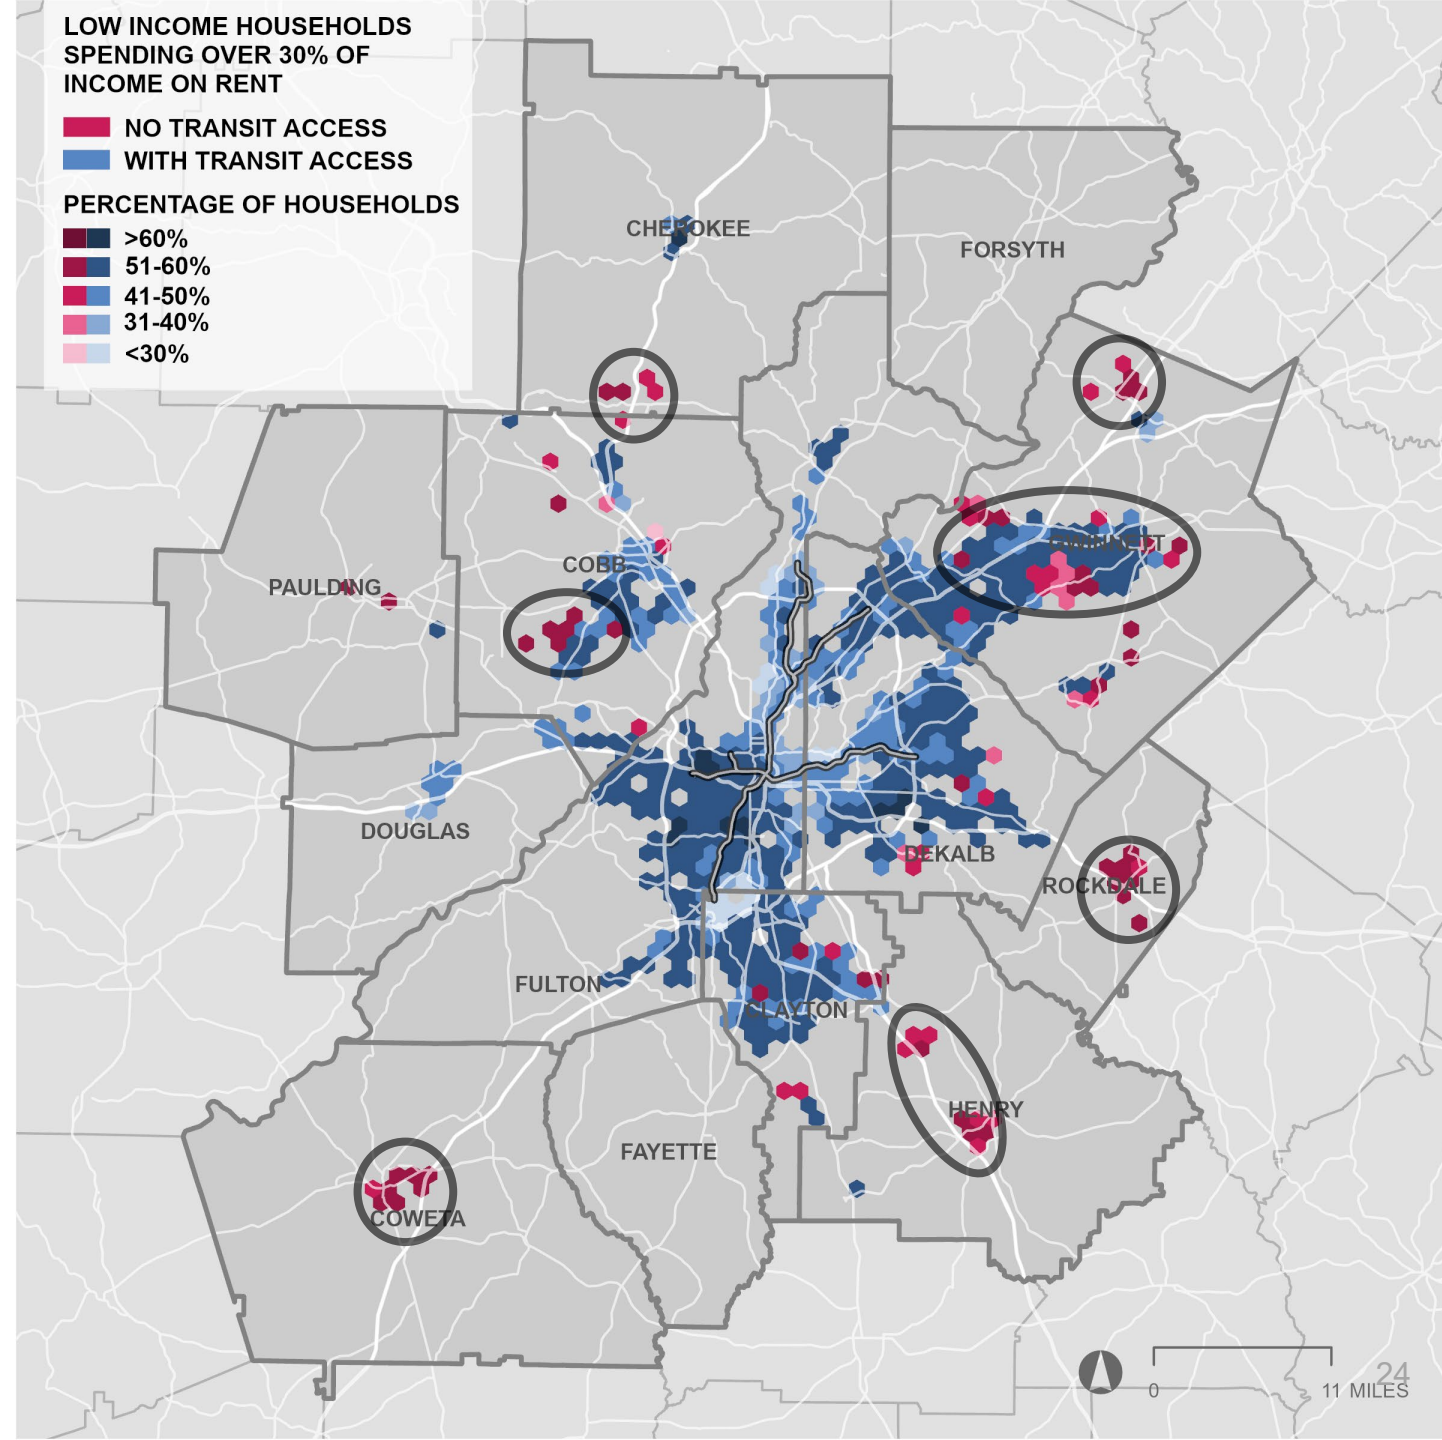 LOW INCOME HOUSEHOLDS
SPENDING OVER 30% OF
INCOME ON RENT
NO TRANSIT ACCESS
WITH TRANSIT ACCESS
PERCENTAGE OF HOUSEHOLDS
>60%
51-60%
41-50%
31-40%
<30%
CHEROKEE
FORSYTH
GWINNETT
COBB
PAULDING
DOUGLAS
DEKALB
ROCKDALE
FULTON
CLAYTON
HENRY
FAYETTE
COWETA
24
0 11 MILES